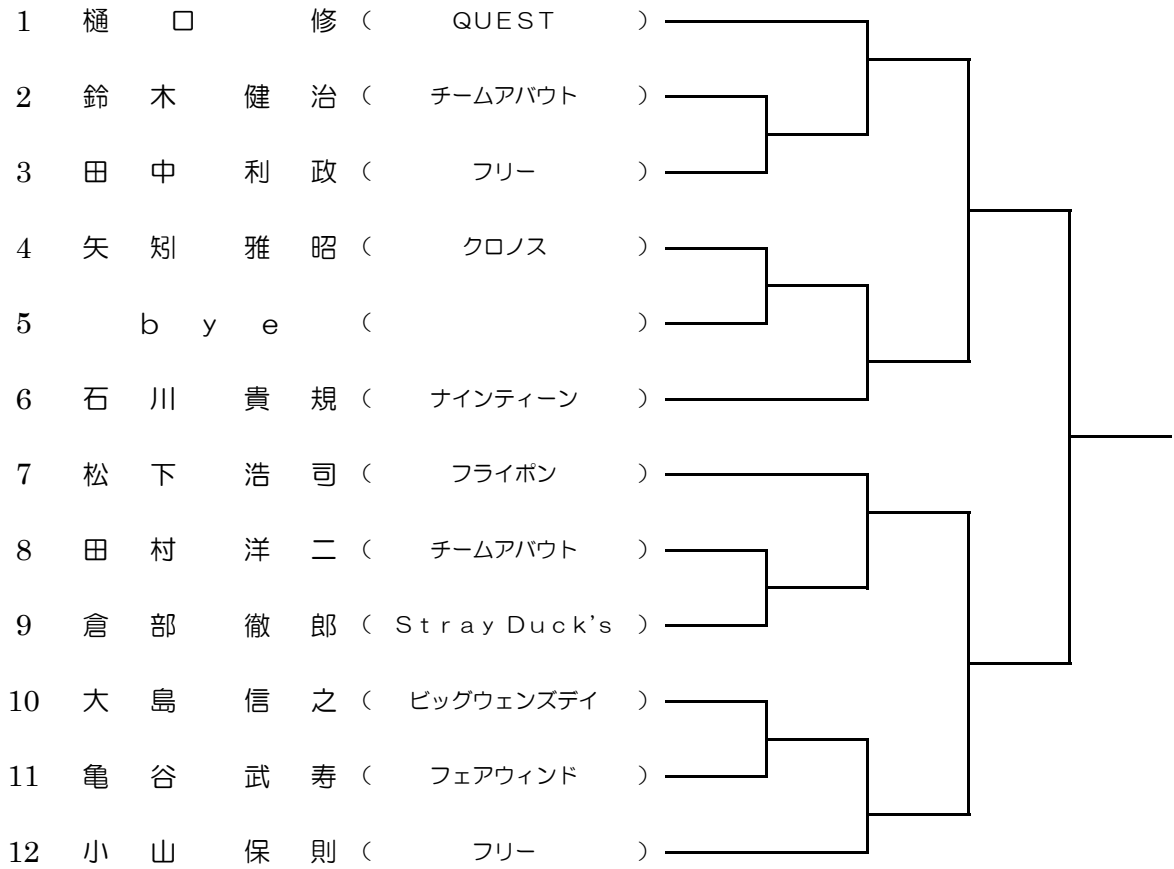 1 樋口 修 ( QUEST )
2 鈴木 健治 ( チームアバウト )
3 田中 利政 ( フリー )
4 矢矧 雅昭 ( クロノス )
5 bye ( )
6 石川 貴規 ( ナインティーン )
7 松下 浩司 ( フライポン )
8 田村 洋二 ( チームアバウト )
9 倉部 徹郎 ( Stray Duck's )
10 大島 信之 ( ビッグウェンズデイ )
11 亀谷 武寿 ( フェアウィンド )
12 小山 保則 ( フリー )